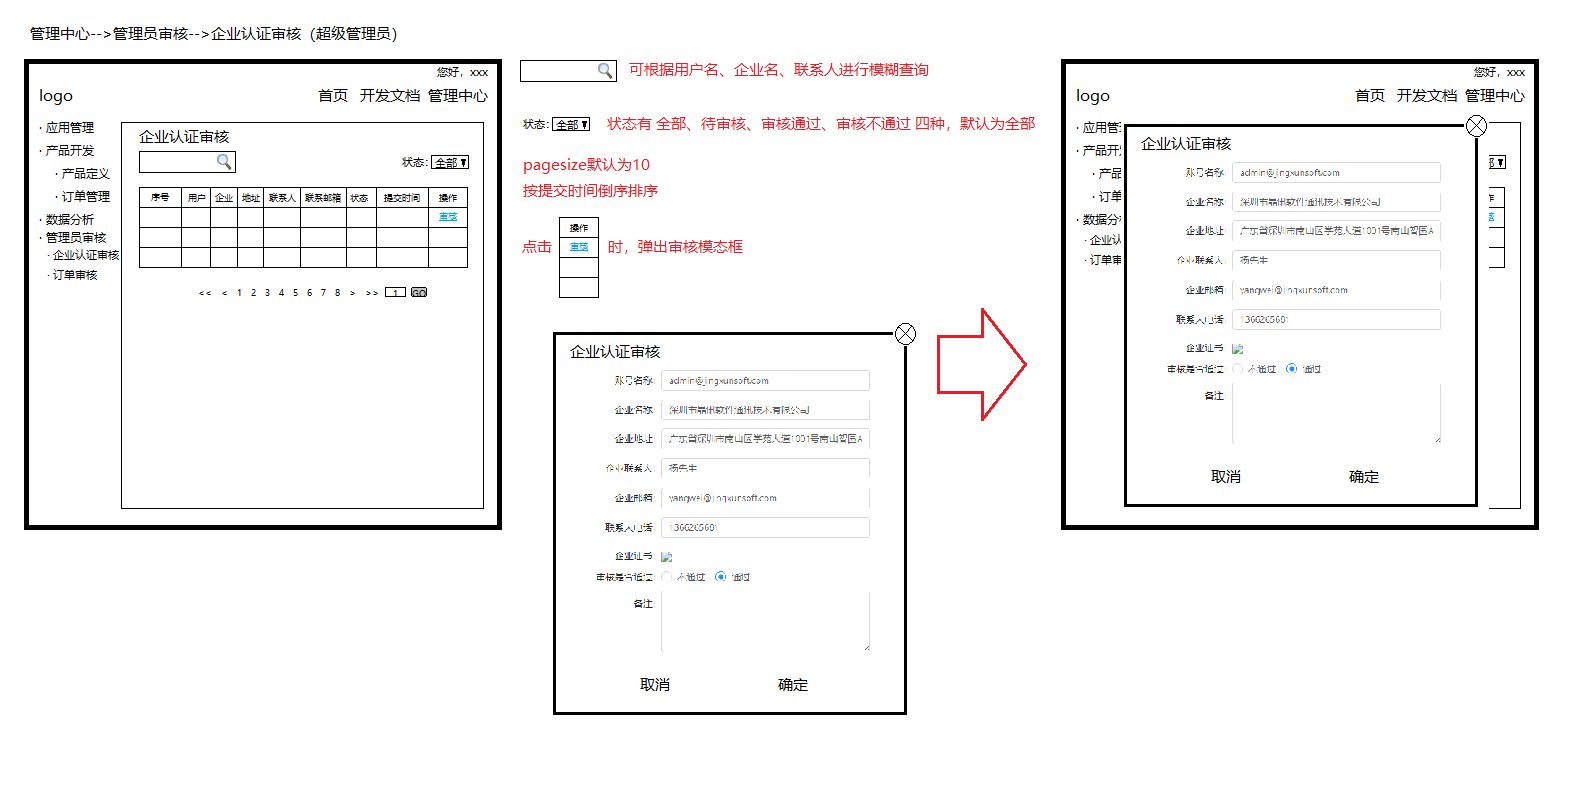 管理中心-->管理员审核-->企业认证审核（超级管理员）
您好，xxx
logo
首页 开发文档 管理中心
· 应用管理
· 产品开发
· 产品定义
· 订单管理
· 数据分析
· 管理员审核
· 企业认证审核
· 订单审核
企业认证审核
状态：全部
序号 用户 企业 地址 联系人 联系邮箱 状态 提交时间 操作
审核
<< < 1 2 3 4 5 6 7 8 > >> 1 GO
可根据用户名、企业名、联系人进行模糊查询
状态：全部 状态有 全部、待审核、审核通过、审核不通过 四种，默认为全部
pagesize默认为10
按提交时间倒序排序
操作
点击 审核 时，弹出审核模态框
企业认证审核
账号名称: admin@jingxunsoft.com
企业名称: 深圳市晶讯软件通讯技术有限公司
企业地址: 广东省深圳市南山区学苑大道1001号南山智园A
企业联系人: 杨先生
企业邮箱: yangwei@jingxunsoft.com
联系人电话: 1366265681
企业证书:
审核是否通过: 不通过 通过
备注:
取消 确定
您好，xxx
logo
首页 开发文档 管理中心
· 应用管
· 产品开
· 产品
· 订单
· 数据分
· 企业认
· 订单审
部
作
企业认证审核
账号名称: admin@jingxunsoft.com
企业名称: 深圳市晶讯软件通讯技术有限公司
企业地址: 广东省深圳市南山区学苑大道1001号南山智园A
企业联系人: 杨先生
企业邮箱: yangwei@jingxunsoft.com
联系人电话: 1366265681
企业证书:
审核是否通过: 不通过 通过
备注:
取消 确定